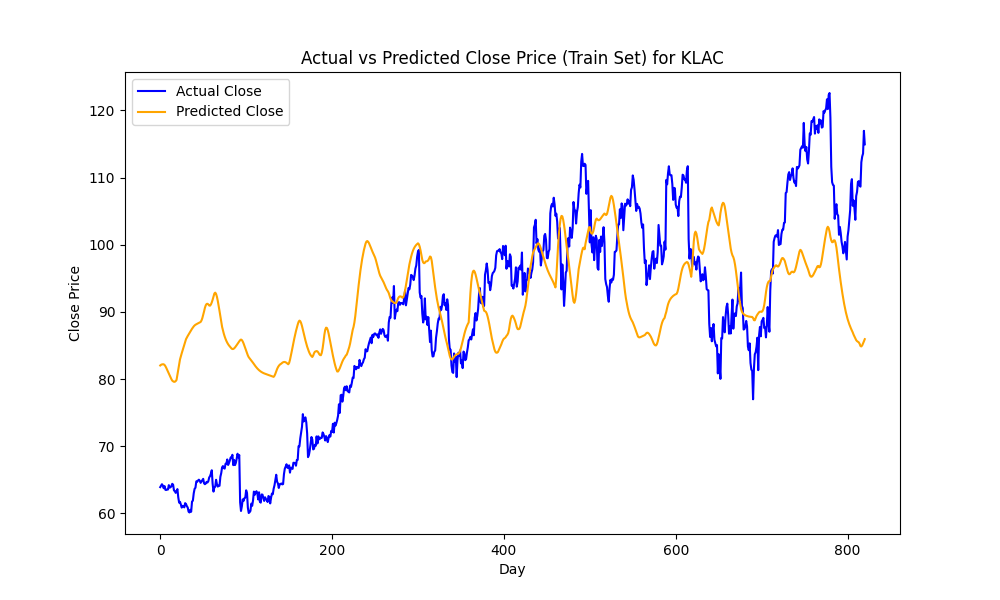 Actual vs Predicted Close Price (Train Set) for KLAC
Actual Close
Predicted Close
Close Price
120
110
100
90
80
70
60
0 200 400 600 800
Day